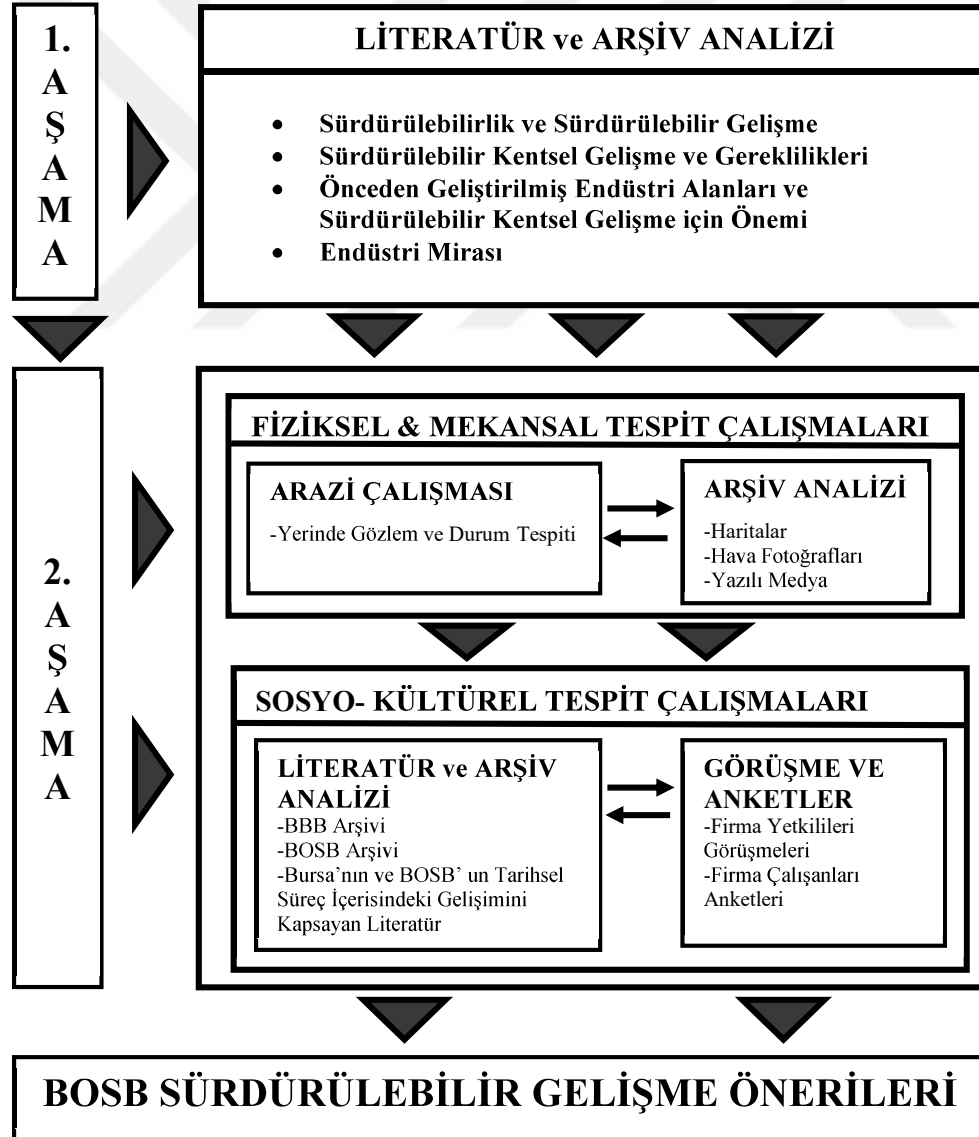 1.
A
Ş
A
M
A
LİTERATÜR ve ARŞİV ANALİZİ
• Sürdürülebilirlik ve Sürdürülebilir Gelişme
• Sürdürülebilir Kentsel Gelişme ve Gereklilikleri
• Önceden Geliştirilmiş Endüstri Alanları ve
Sürdürülebilir Kentsel Gelişme için Önemi
• Endüstri Mirası
2.
A
Ş
A
M
A
FİZİKSEL & MEKANSAL TESPİT ÇALIŞMALARI
ARAZİ ÇALIŞMASI
-Yerinde Gözlem ve Durum Tespiti
ARŞİV ANALİZİ
-Haritalar
-Hava Fotoğrafları
-Yazılı Medya
SOSYO- KÜLTÜREL TESPİT ÇALIŞMALARI
LİTERATÜR ve ARŞİV
ANALİZİ
-BBB Arşivi
-BOSB Arşivi
-Bursa’nın ve BOSB’ un Tarihsel
Süreç İçerisindeki Gelişimini
Kapsayan Literatür
GÖRÜŞME VE
ANKETLER
-Firma Yetkilileri
Görüşmeleri
-Firma Çalışanları
Anketleri
BOSB SÜRDÜRÜLEBİLİR GELİŞME ÖNERİLERİ